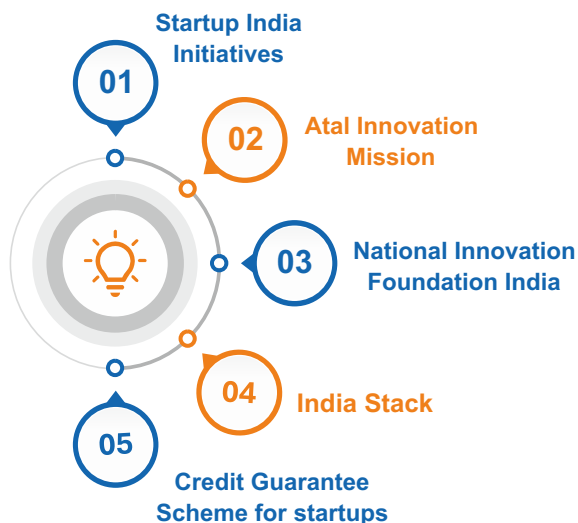 Startup India
Initiatives
01
02
Atal Innovation
Mission
03
National Innovation
Foundation India
04
India Stack
05
Credit Guarantee
Scheme for startups